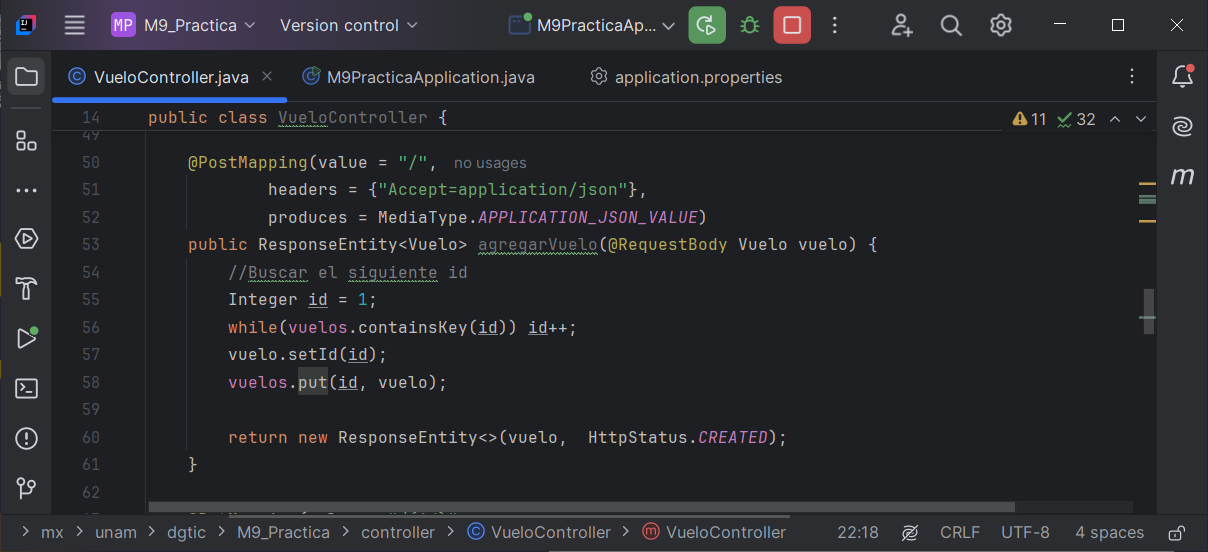 MP M9_Practica Version control M9PracticaAp...
VueloController.java M9PracticaApplication.java application.properties
14 public class VueloController { 11 32
49
50 @PostMapping(value = "/", no usages
51 headers = {"Accept=application/json"},
52 produces = MediaType.APPLICATION_JSON_VALUE)
53 public ResponseEntity<Vuelo> agregarVuelo(@RequestBody Vuelo vuelo) {
54 //Buscar el siguiente id
55 Integer id = 1;
56 while(vuelos.containsKey(id)) id++;
57 vuelo.setId(id);
58 vuelos.put(id, vuelo);
59
60 return new ResponseEntity<>(vuelo, HttpStatus.CREATED);
61 }
62
mx unam dgtic M9_Practica controller VueloController VueloController 22:18 CRLF UTF-8 4 spaces